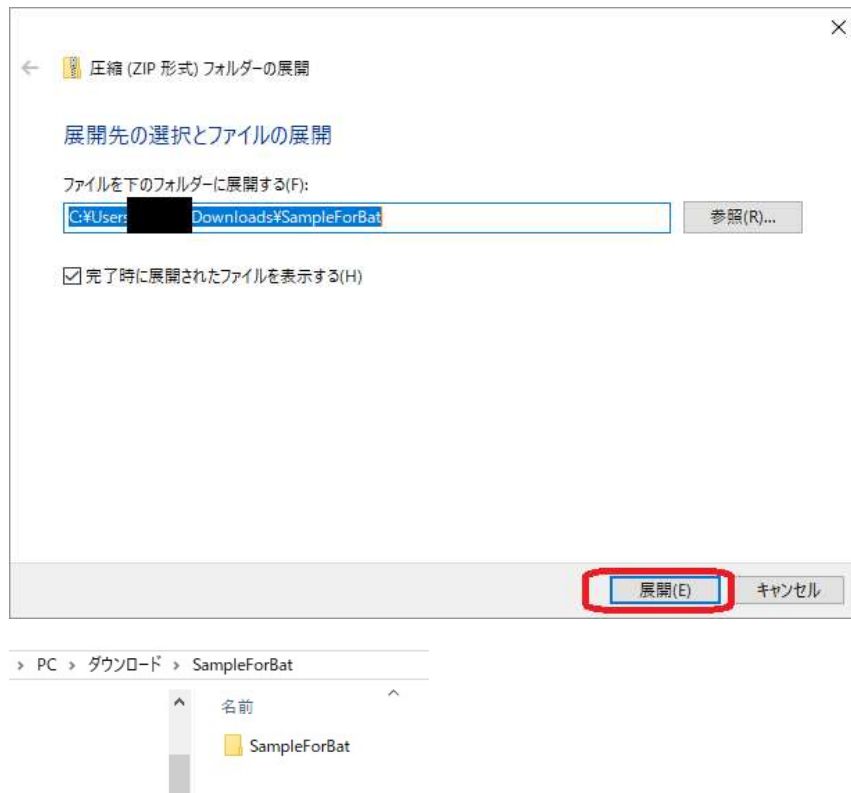 圧縮 (ZIP 形式) フォルダーの展開
展開先の選択とファイルの展開
ファイルを下のフォルダーに展開する(F):
C:¥Users Downloads¥SampleForBat
参照(R)...
完了時に展開されたファイルを表示する(H)
展開(E) キャンセル
> PC > ダウンロード > SampleForBat
名前
SampleForBat